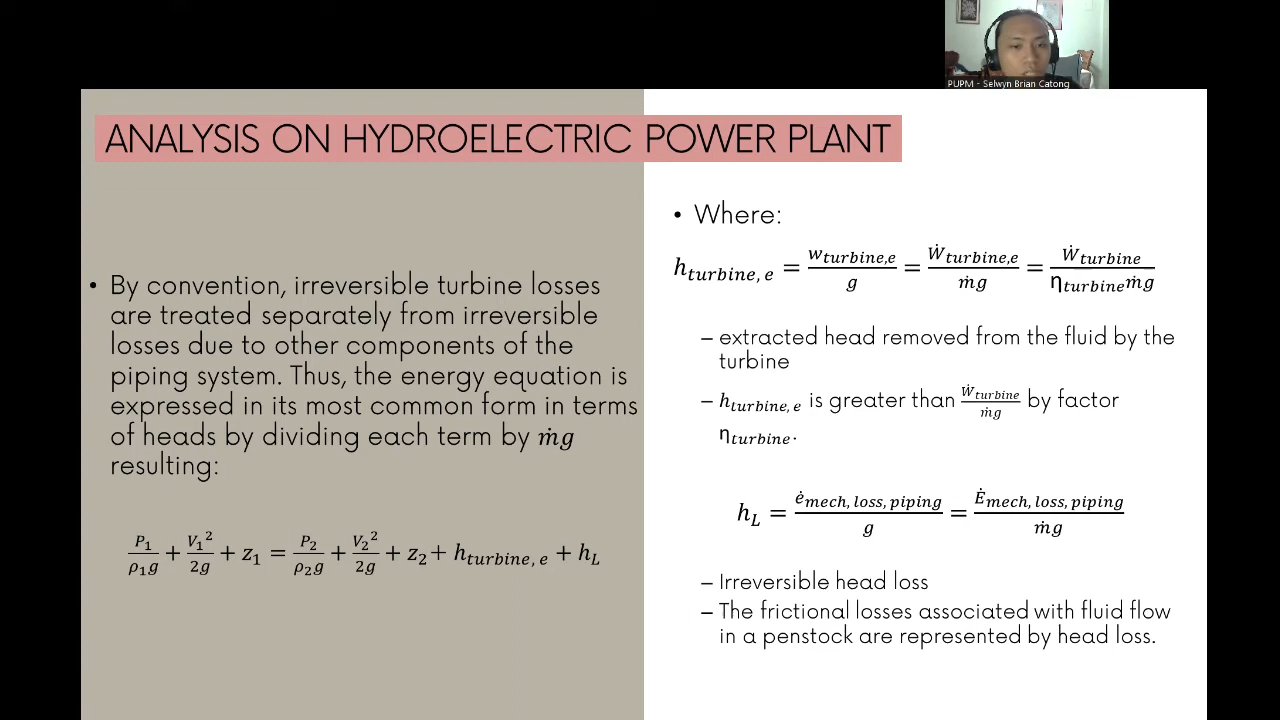 PUPM - Selwyn Brian Catong
ANALYSIS ON HYDROELECTRIC POWER PLANT
• By convention, irreversible turbine losses
are treated separately from irreversible
losses due to other components of the
piping system. Thus, the energy equation is
expressed in its most common form in terms
of heads by dividing each term by ṁg
resulting:
P₁/ρ₁g + V₁²/2g + z₁ = P₂/ρ₂g + V₂²/2g + z₂ + h_turbine, e + h_L
• Where:
h_turbine, e = w_turbine,e/g = Ẇ_turbine,e/ṁg = Ẇ_turbine/η_turbine ṁg
– extracted head removed from the fluid by the
turbine
– h_turbine, e is greater than Ẇ_turbine/ṁg by factor
η_turbine.
h_L = ė_mech, loss, piping/g = Ė_mech, loss, piping/ṁg
– Irreversible head loss
– The frictional losses associated with fluid flow
in a penstock are represented by head loss.